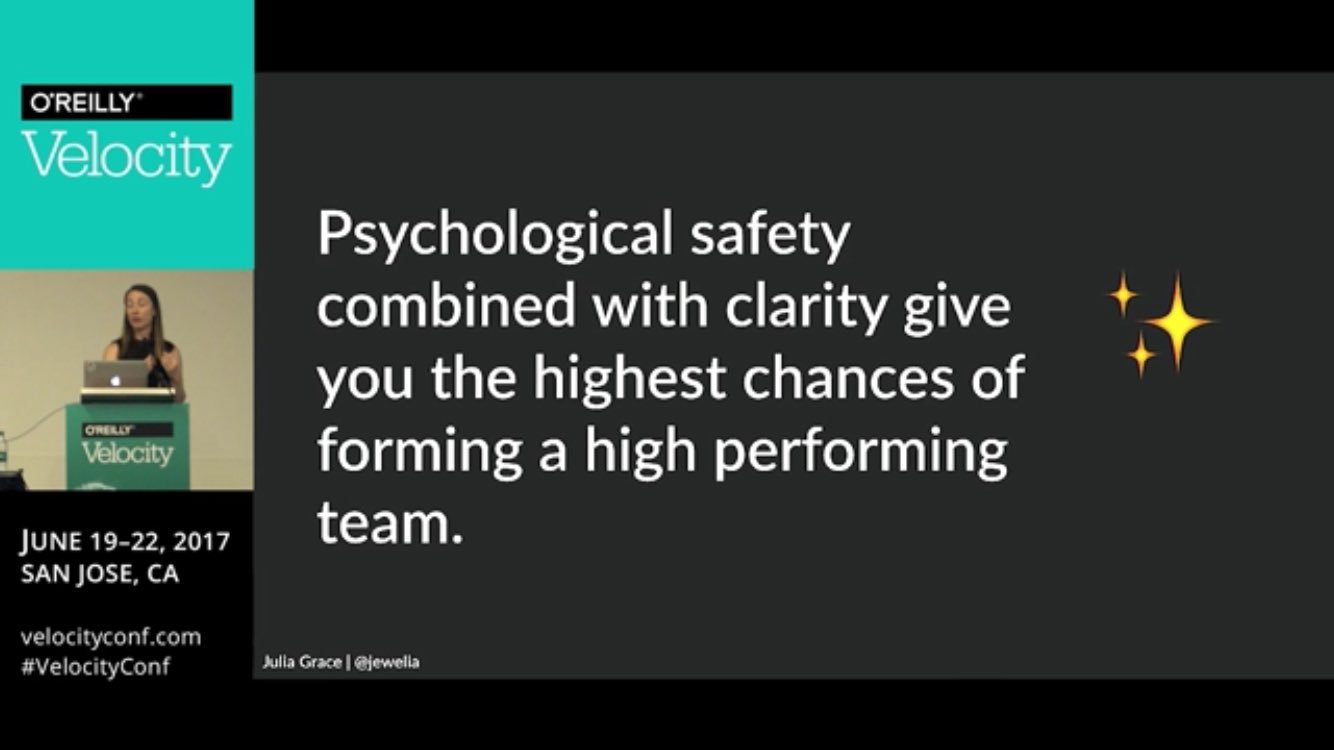 O'REILLY®
Velocity
O'REILLY®
Velocity
JUNE 19–22, 2017
SAN JOSE, CA
velocityconf.com
#VelocityConf
Psychological safety
combined with clarity give
you the highest chances of
forming a high performing
team.
Julia Grace | @jewelia